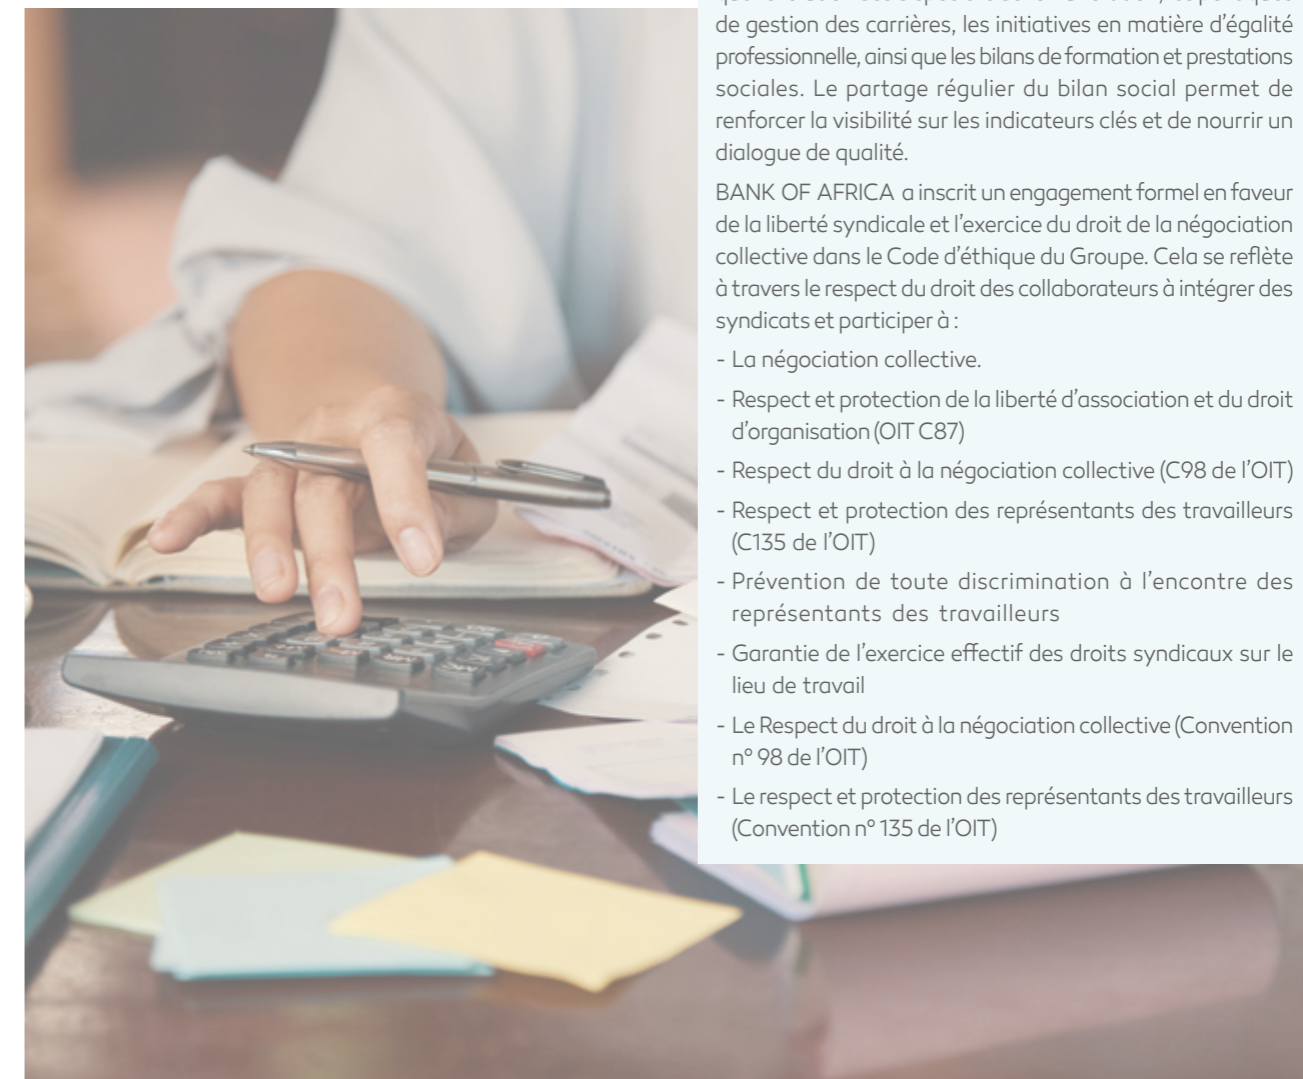 de gestion des carrières, les initiatives en matière d’égalité
professionnelle, ainsi que les bilans de formation et prestations
sociales. Le partage régulier du bilan social permet de
renforcer la visibilité sur les indicateurs clés et de nourrir un
dialogue de qualité.
BANK OF AFRICA a inscrit un engagement formel en faveur
de la liberté syndicale et l’exercice du droit de la négociation
collective dans le Code d’éthique du Groupe. Cela se reflète
à travers le respect du droit des collaborateurs à intégrer des
syndicats et participer à :
- La négociation collective.
- Respect et protection de la liberté d’association et du droit
d’organisation (OIT C87)
- Respect du droit à la négociation collective (C98 de l’OIT)
- Respect et protection des représentants des travailleurs
(C135 de l’OIT)
- Prévention de toute discrimination à l’encontre des
représentants des travailleurs
- Garantie de l’exercice effectif des droits syndicaux sur le
lieu de travail
- Le Respect du droit à la négociation collective (Convention
n° 98 de l’OIT)
- Le respect et protection des représentants des travailleurs
(Convention n° 135 de l’OIT)